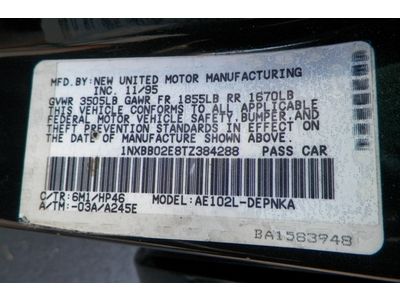 MFD.BY: NEW UNITED MOTOR MANUFACTURING
INC. 11/95
GVWR 3505LB GAWR FR 1855LB RR 1670LB
THIS VEHICLE CONFORMS TO ALL APPLICABLE
FEDERAL MOTOR VEHICLE SAFETY,BUMPER,AND
THEFT PREVENTION STANDARDS IN EFFECT ON
THE DATE OF MANUFACTURE SHOWN ABOVE.
1NXBB02E8TZ384288 PASS CAR
C/TR:6M1/HP46 MODEL:AE102L-DEPNKA
A/TM:-03A/A245E
BA1583948